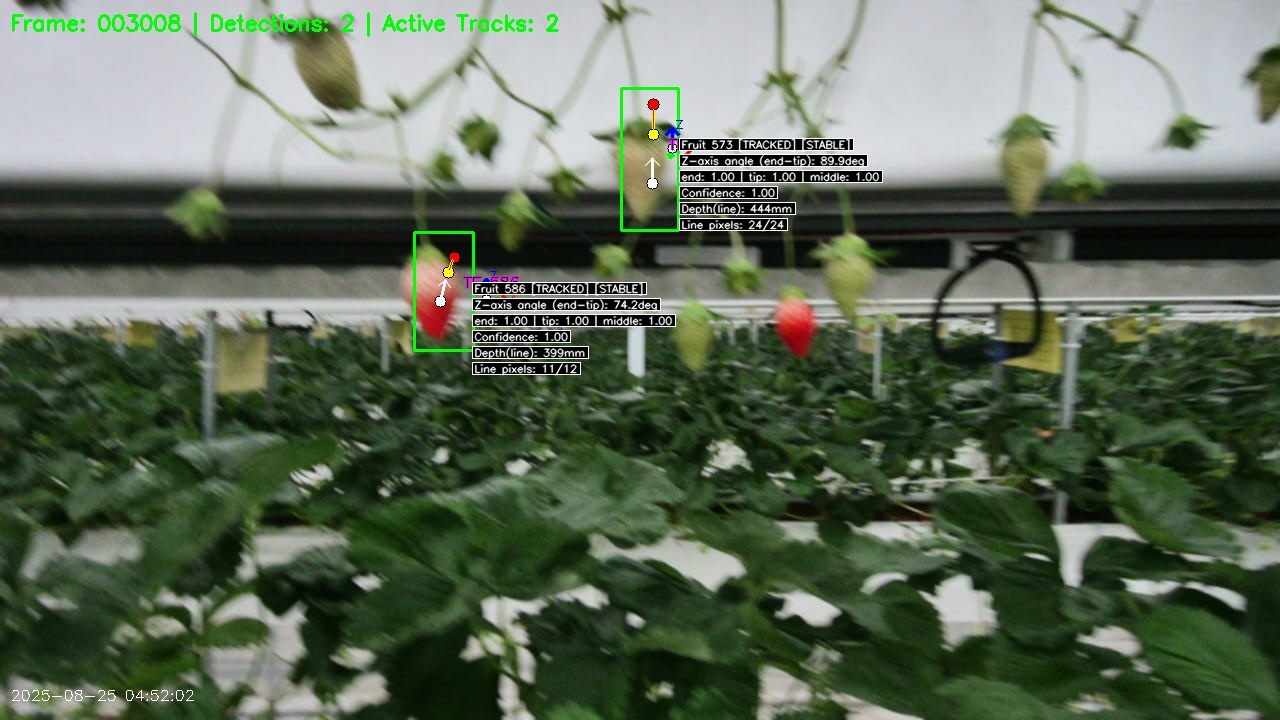 Frame: 003008 | Detections: 2 | Active Tracks: 2
Z
Fruit 573 [TRACKED] [STABLE]
Z-axis angle (end-tip): 89.9deg
end: 1.00 | tip: 1.00 | middle: 1.00
Confidence: 1.00
Depth(line): 444mm
Line pixels: 24/24
Z
Fruit 586 [TRACKED] [STABLE]
Z-axis angle (end-tip): 74.2deg
end: 1.00 | tip: 1.00 | middle: 1.00
Confidence: 1.00
Depth(line): 399mm
Line pixels: 11/12
2025-08-25 04:52:02